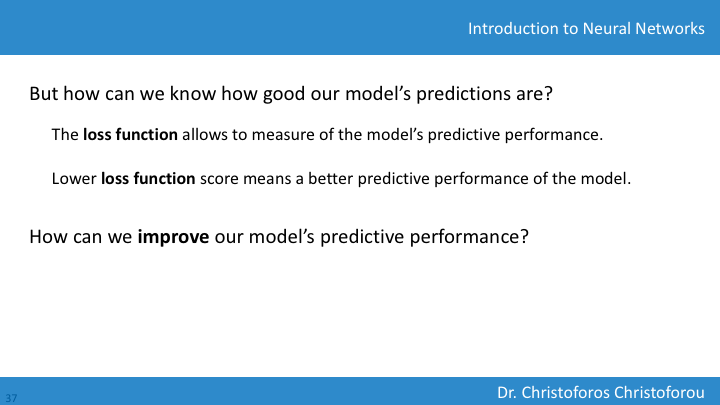 Introduction to Neural Networks
But how can we know how good our model’s predictions are?
The loss function allows to measure of the model’s predictive performance.
Lower loss function score means a better predictive performance of the model.
How can we improve our model’s predictive performance?
37
Dr. Christoforos Christoforou